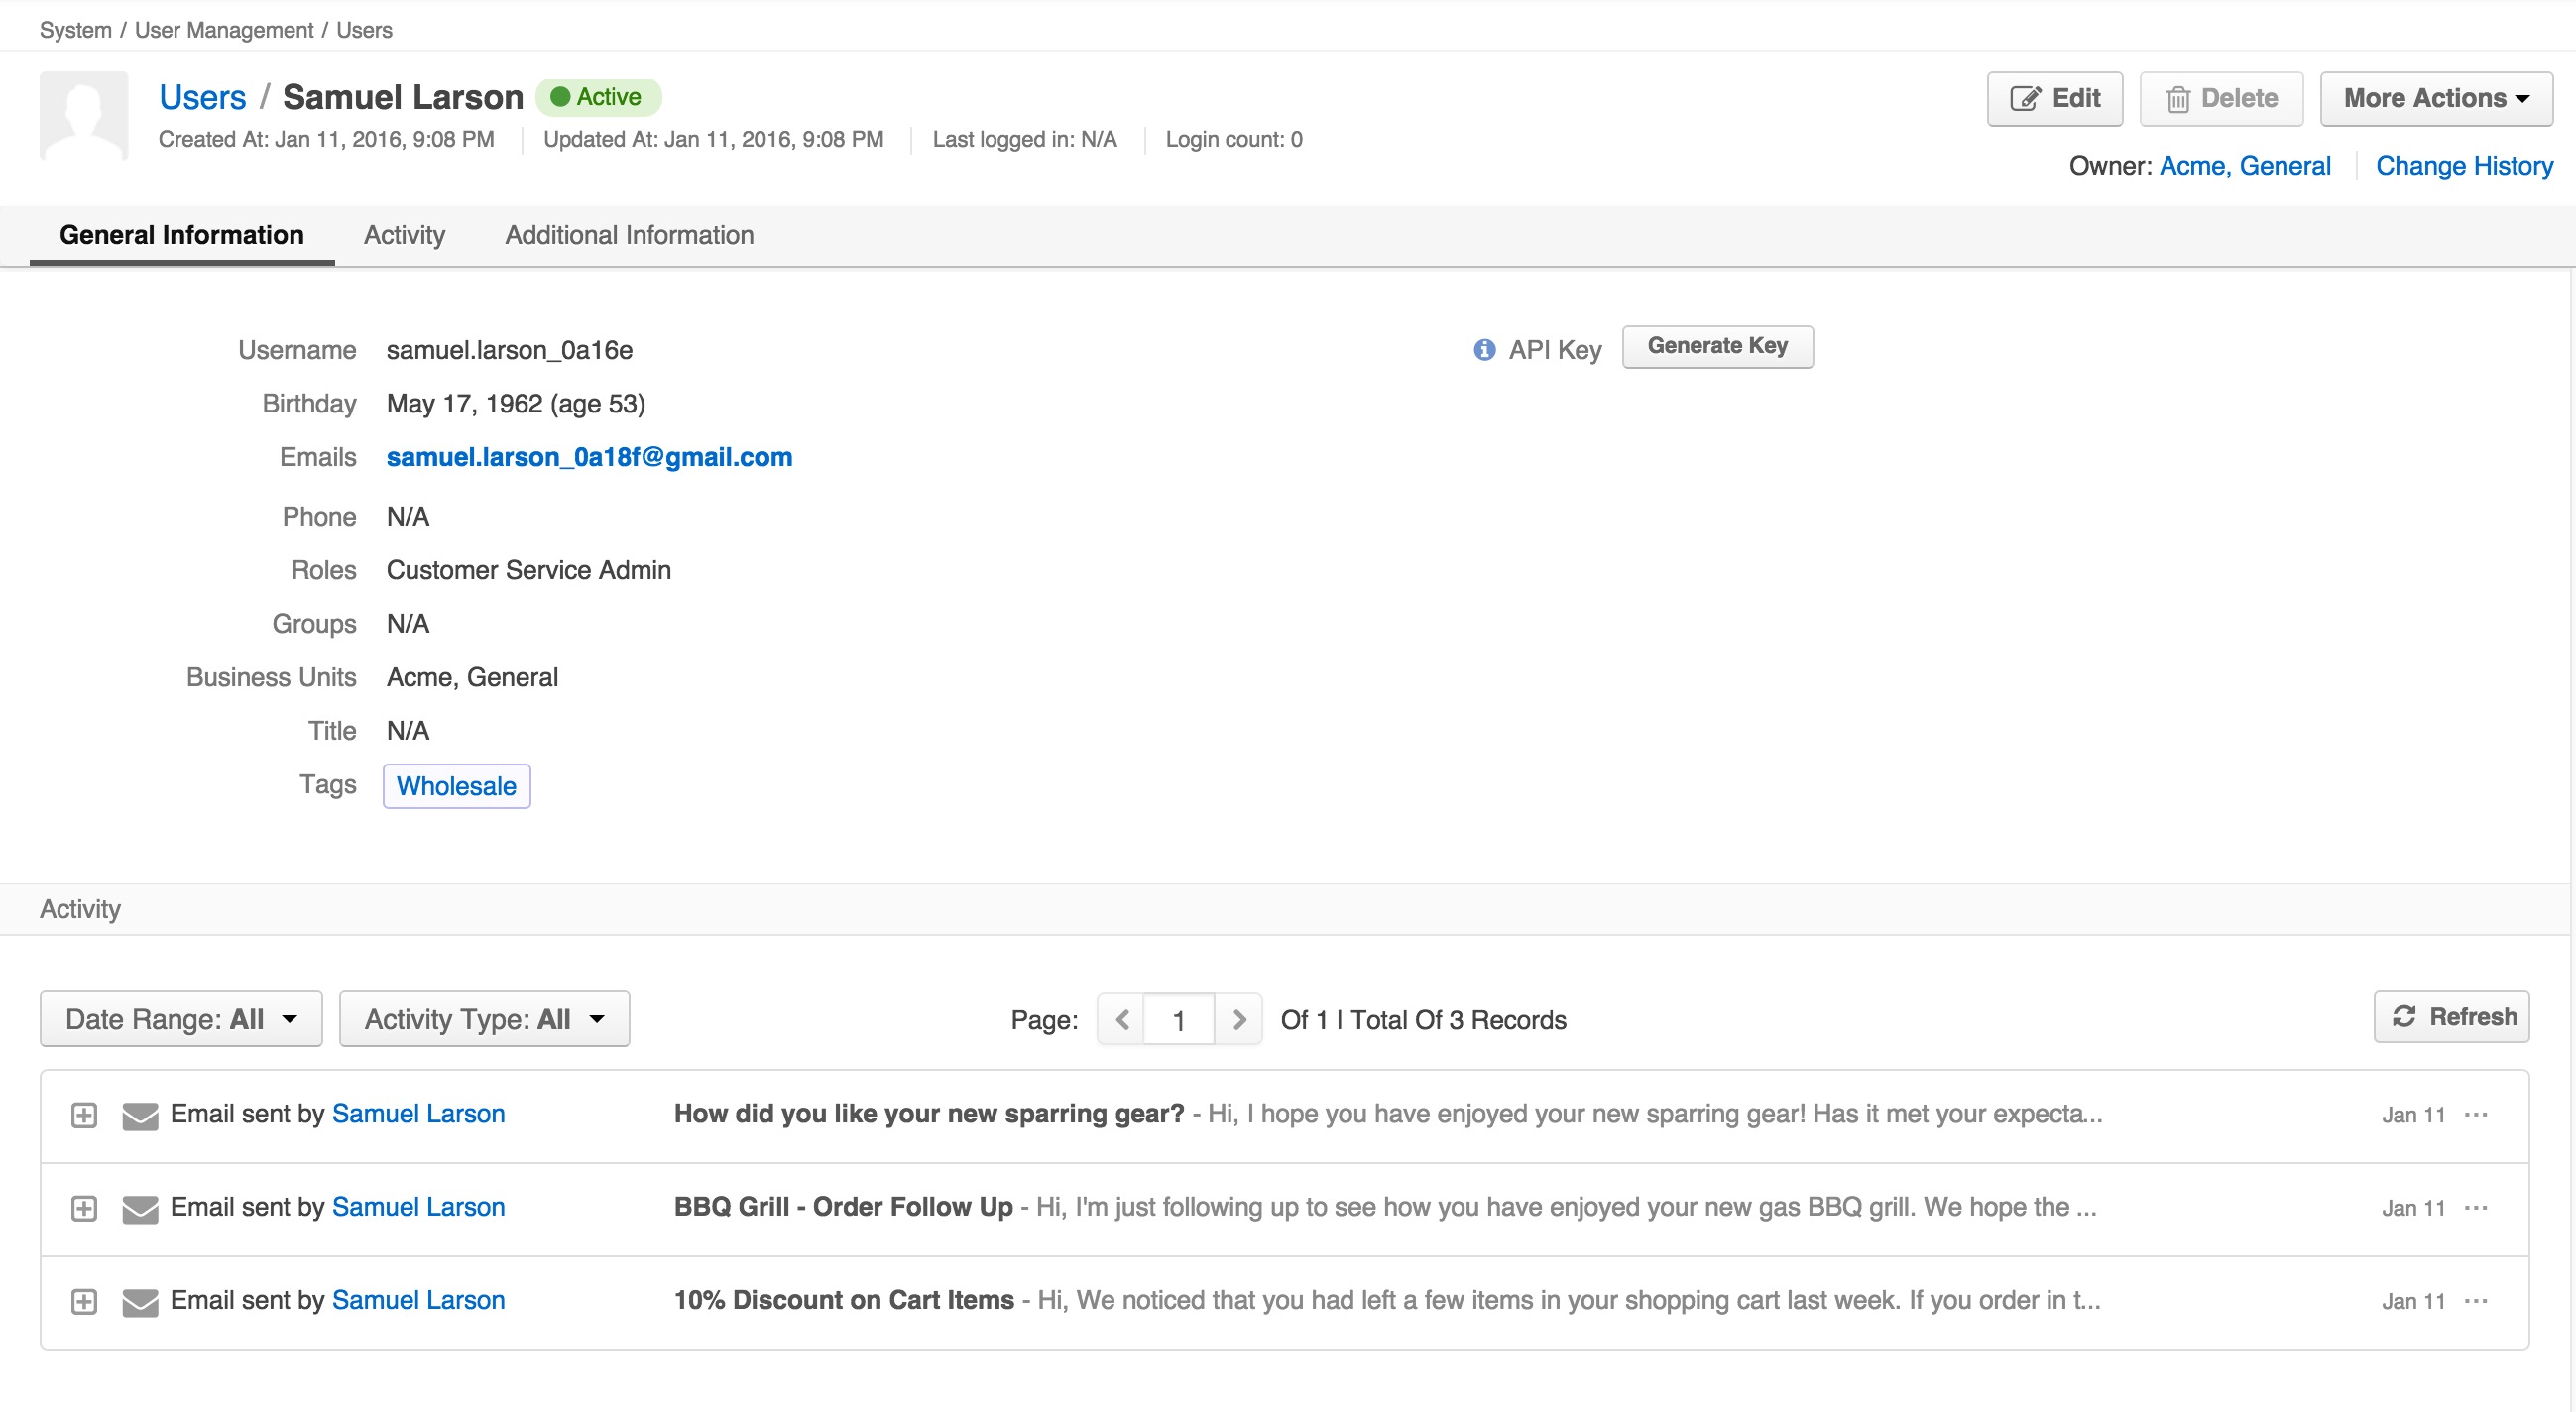 System / User Management / Users
Users / Samuel Larson Active
Edit Delete More Actions
Created At: Jan 11, 2016, 9:08 PM Updated At: Jan 11, 2016, 9:08 PM Last logged in: N/A Login count: 0
Owner: Acme, General Change History
General Information Activity Additional Information
Username samuel.larson_0a16e
API Key Generate Key
Birthday May 17, 1962 (age 53)
Emails samuel.larson_0a18f@gmail.com
Phone N/A
Roles Customer Service Admin
Groups N/A
Business Units Acme, General
Title N/A
Tags Wholesale
Activity
Date Range: All Activity Type: All Page: 1 Of 1 | Total Of 3 Records Refresh
Email sent by Samuel Larson How did you like your new sparring gear? - Hi, I hope you have enjoyed your new sparring gear! Has it met your expecta... Jan 11 ...
Email sent by Samuel Larson BBQ Grill - Order Follow Up - Hi, I'm just following up to see how you have enjoyed your new gas BBQ grill. We hope the ... Jan 11 ...
Email sent by Samuel Larson 10% Discount on Cart Items - Hi, We noticed that you had left a few items in your shopping cart last week. If you order in t... Jan 11 ...